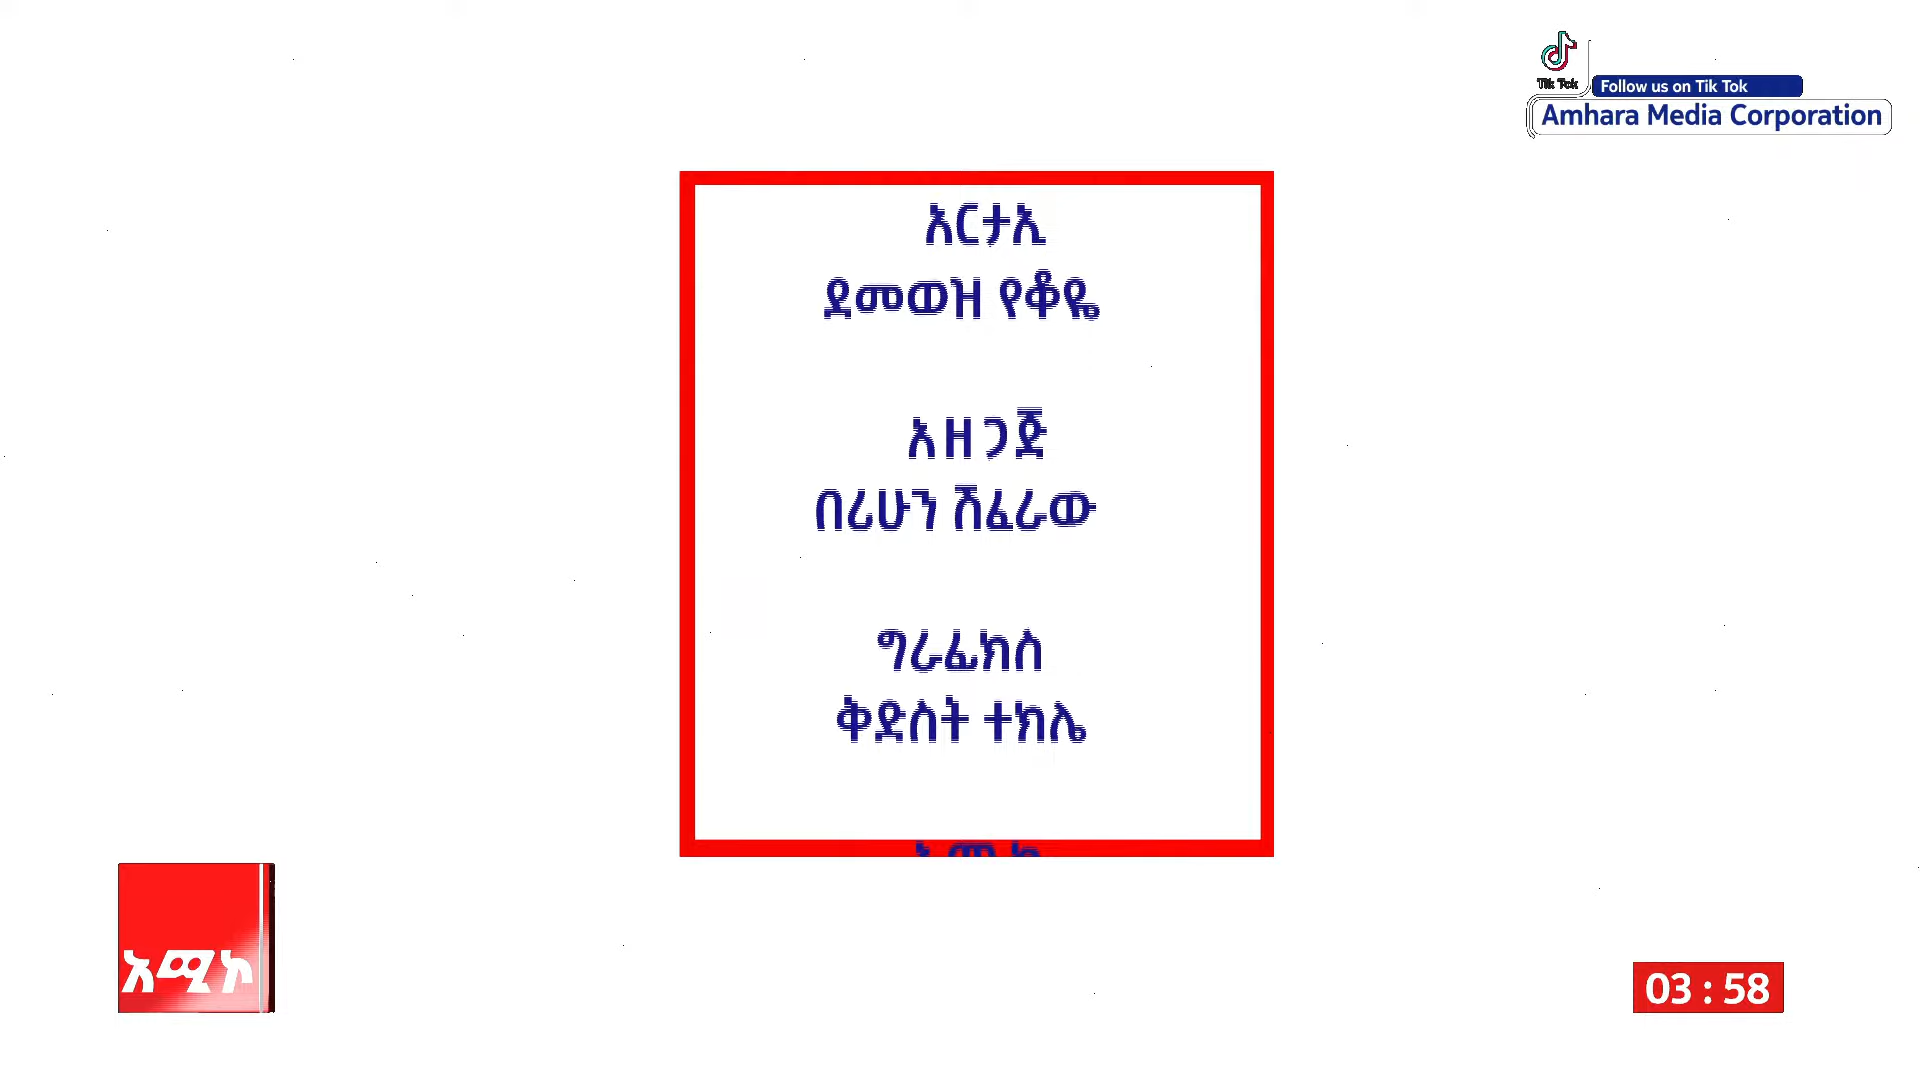 Tik Tok
Follow us on Tik Tok
Amhara Media Corporation
አርታኢ
ደመወዝ የቆዬ
አዘጋጅ
በሪሁን ሽፈራው
ግራፊክስ
ቅድስት ተክሌ
አሚኮ
03 : 58